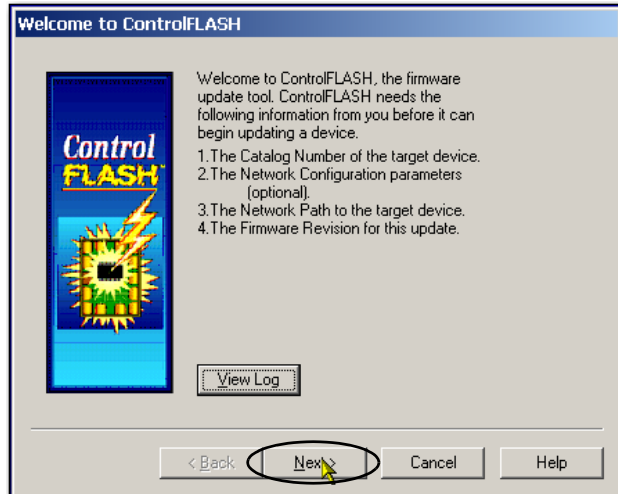 Welcome to ControlFLASH
Control
FLASH
Welcome to ControlFLASH, the firmware
update tool. ControlFLASH needs the
following information from you before it can
begin updating a device.
1.The Catalog Number of the target device.
2.The Network Configuration parameters
(optional).
3.The Network Path to the target device.
4.The Firmware Revision for this update.
View Log
< Back
Next >
Cancel
Help